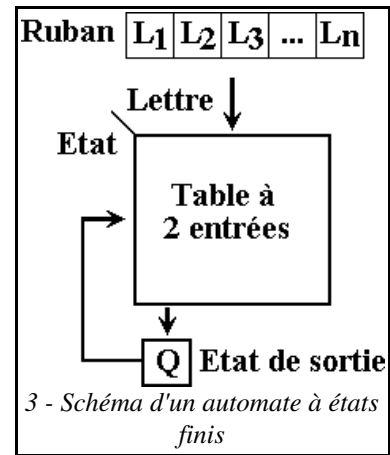 Ruban L1 L2 L3 ... Ln
Lettre
Etat
Table à
2 entrées
Q Etat de sortie
3 - Schéma d'un automate à états
finis